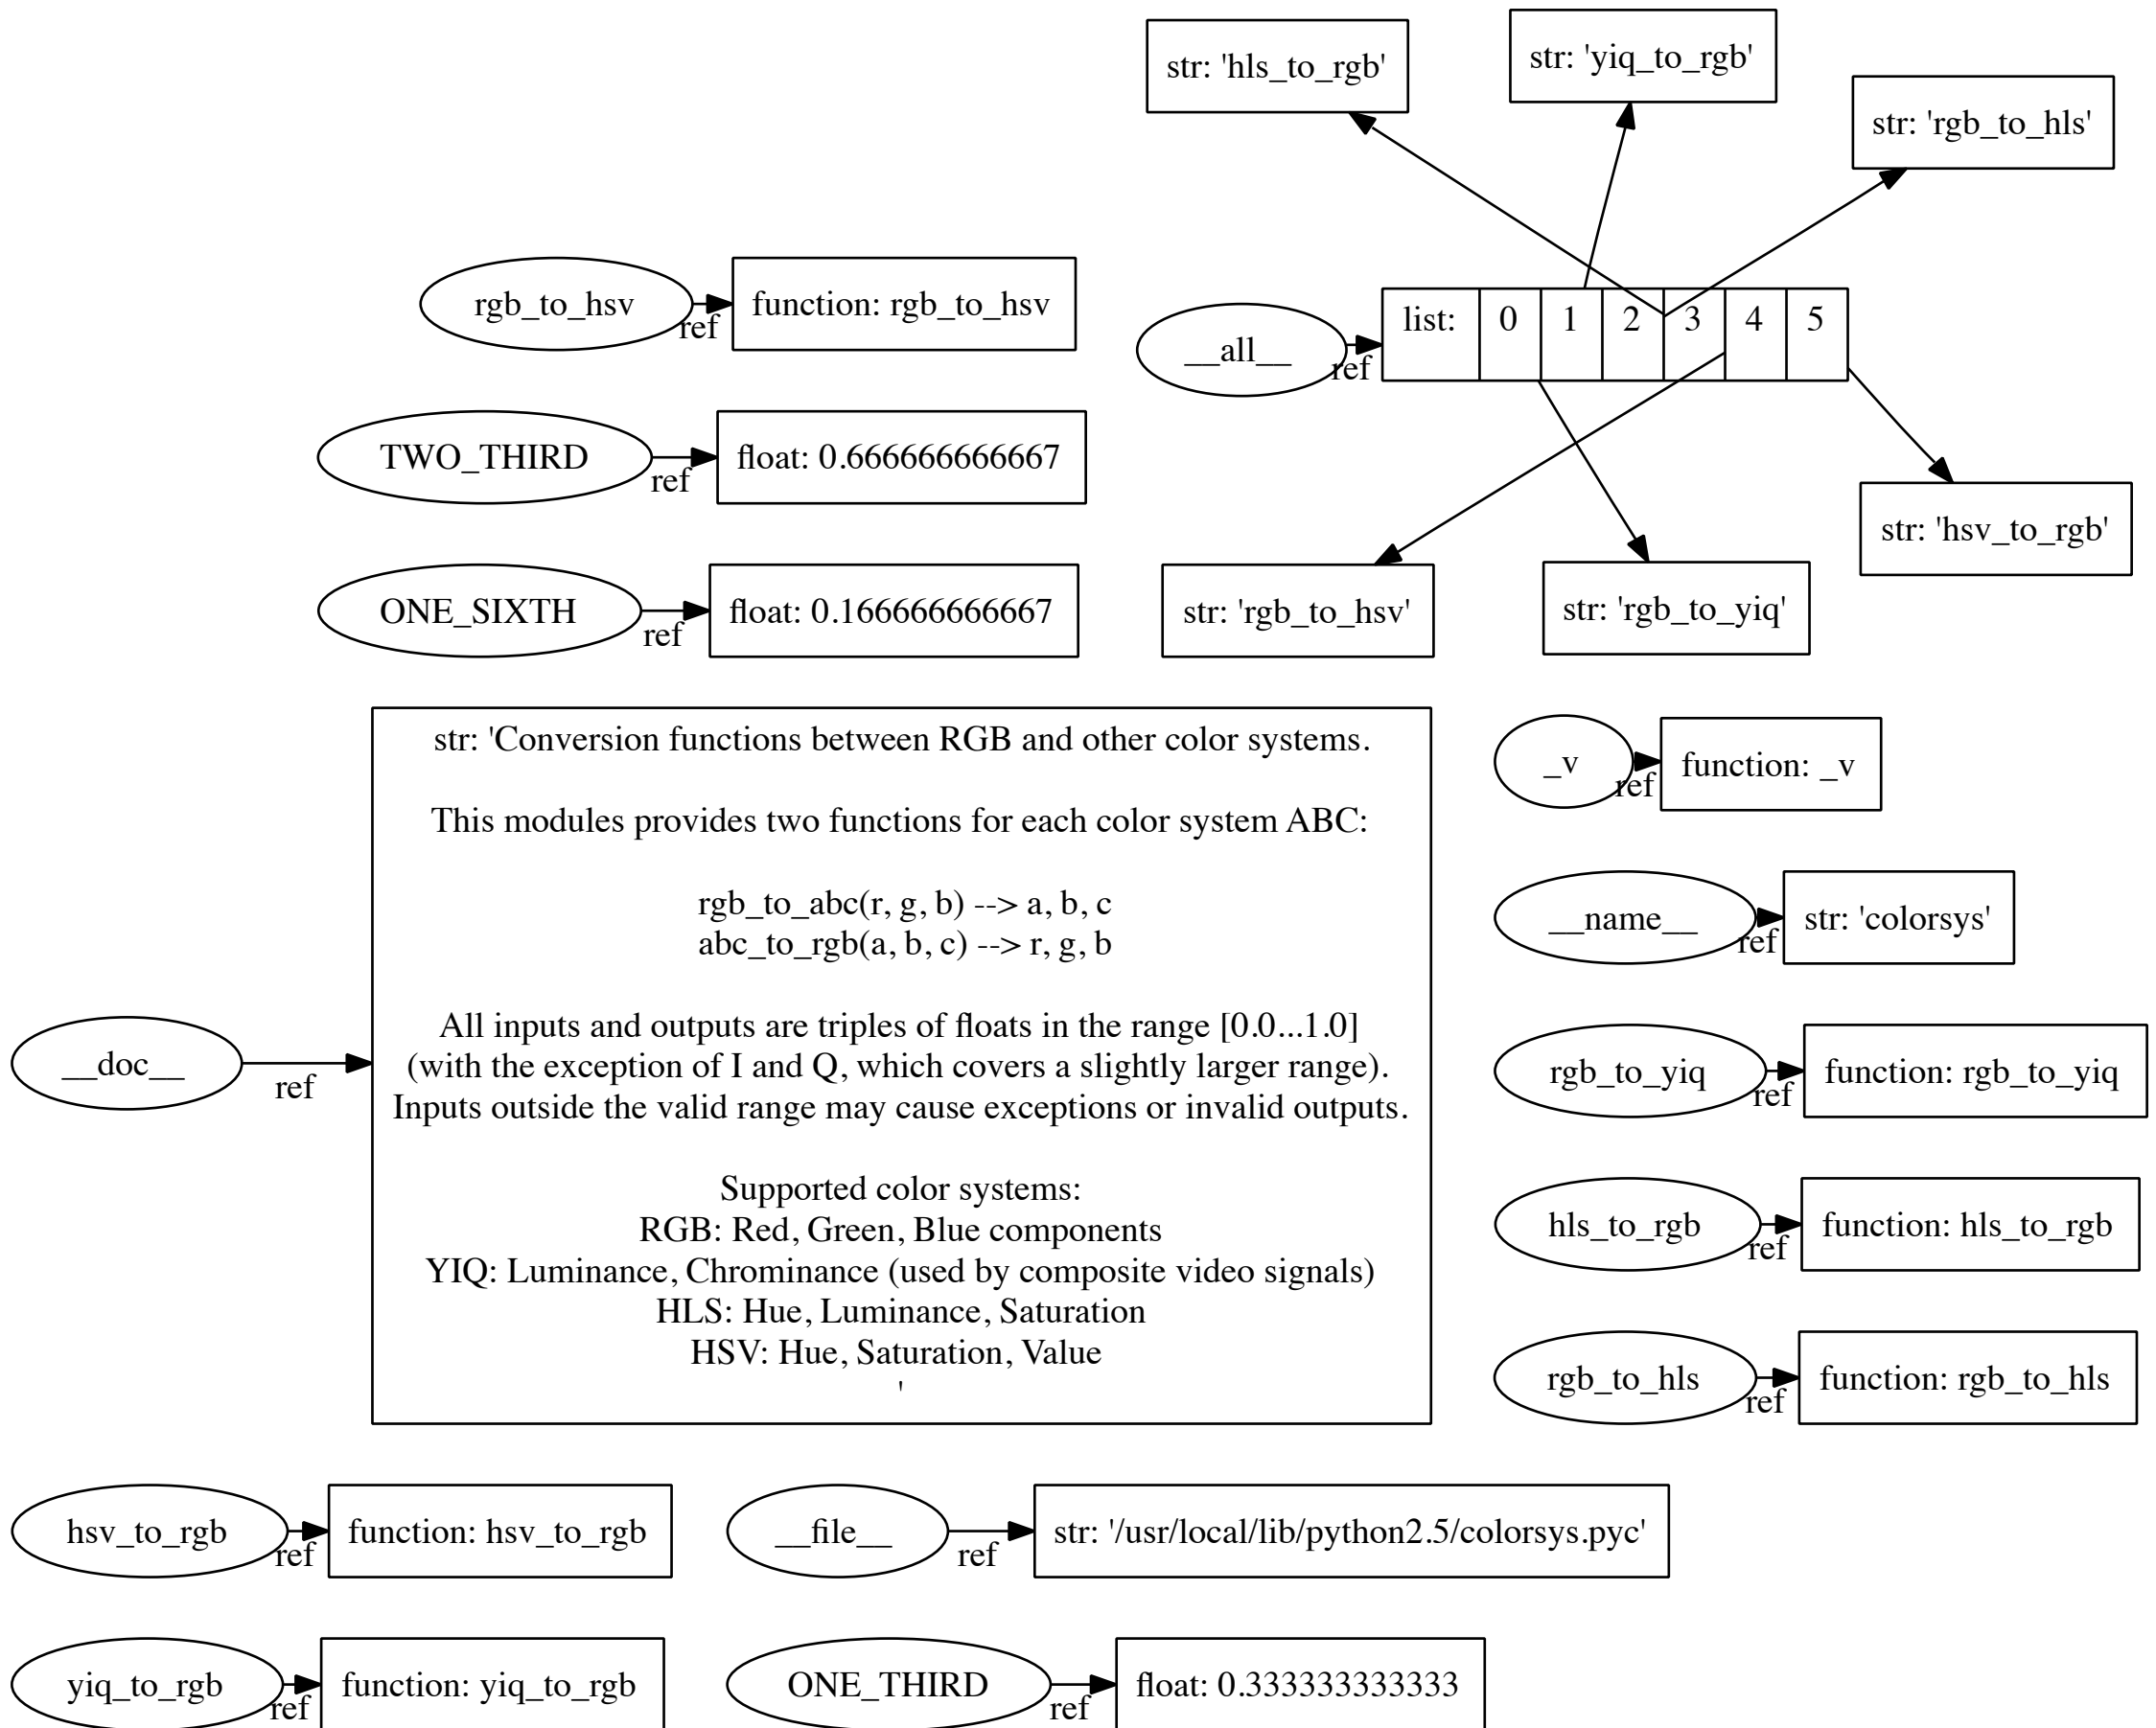 str: 'hls_to_rgb'
str: 'yiq_to_rgb'
str: 'rgb_to_hls'
rgb_to_hsv
ref
function: rgb_to_hsv
__all__
ref
list: 0 1 2 3 4 5
TWO_THIRD
ref
float: 0.666666666667
str: 'hsv_to_rgb'
ONE_SIXTH
ref
float: 0.166666666667
str: 'rgb_to_hsv'
str: 'rgb_to_yiq'
__doc__
ref
str: 'Conversion functions between RGB and other color systems.
This modules provides two functions for each color system ABC:
rgb_to_abc(r, g, b) --> a, b, c
abc_to_rgb(a, b, c) --> r, g, b
All inputs and outputs are triples of floats in the range [0.0...1.0]
(with the exception of I and Q, which covers a slightly larger range).
Inputs outside the valid range may cause exceptions or invalid outputs.
Supported color systems:
RGB: Red, Green, Blue components
YIQ: Luminance, Chrominance (used by composite video signals)
HLS: Hue, Luminance, Saturation
HSV: Hue, Saturation, Value
'
_v
ref
function: _v
__name__
ref
str: 'colorsys'
rgb_to_yiq
ref
function: rgb_to_yiq
hls_to_rgb
ref
function: hls_to_rgb
rgb_to_hls
ref
function: rgb_to_hls
hsv_to_rgb
ref
function: hsv_to_rgb
__file__
ref
str: '/usr/local/lib/python2.5/colorsys.pyc'
yiq_to_rgb
ref
function: yiq_to_rgb
ONE_THIRD
ref
float: 0.333333333333